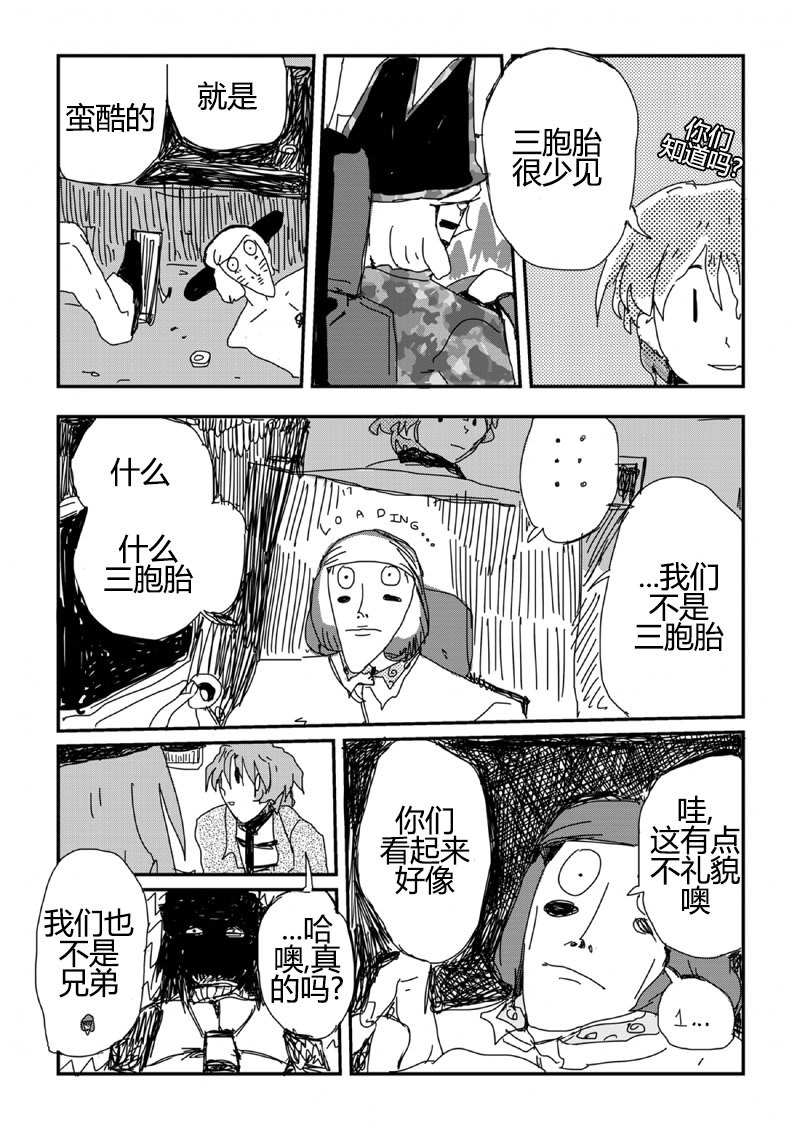 你们
知道吗?
三胞胎
很少见
就是
蛮酷的
...我们
不是
三胞胎
......
LOADING...
什么
什么
三胞胎
哇,
这有点
不礼貌
噢
1...
你们
看起来
好像
...哈
噢,真
的吗?
我们也
不是
兄弟